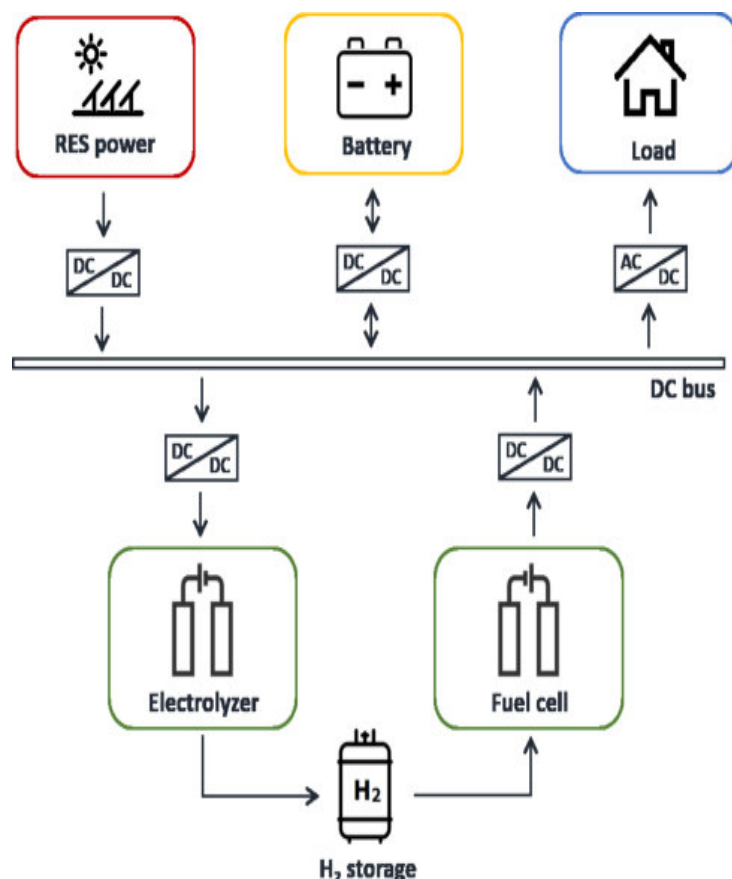 − +
RES power
Battery
Load
DC
DC
DC
DC
AC
DC
DC bus
DC
DC
DC
DC
Electrolyzer
Fuel cell
H₂
H₂ storage